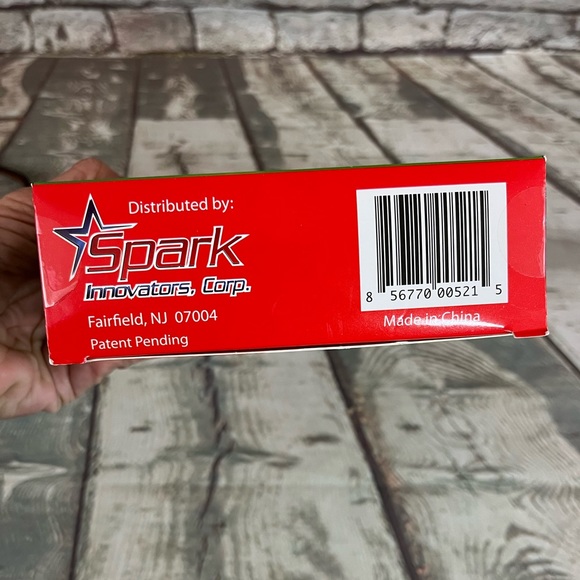 Distributed by:
Spark
Innovators, Corp.
Fairfield, NJ 07004
Patent Pending
8 56770 00521 5
Made in China